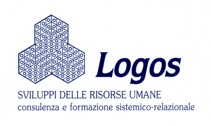 Logos
SVILUPPI DELLE RISORSE UMANE
consulenza e formazione sistemico-relazionale